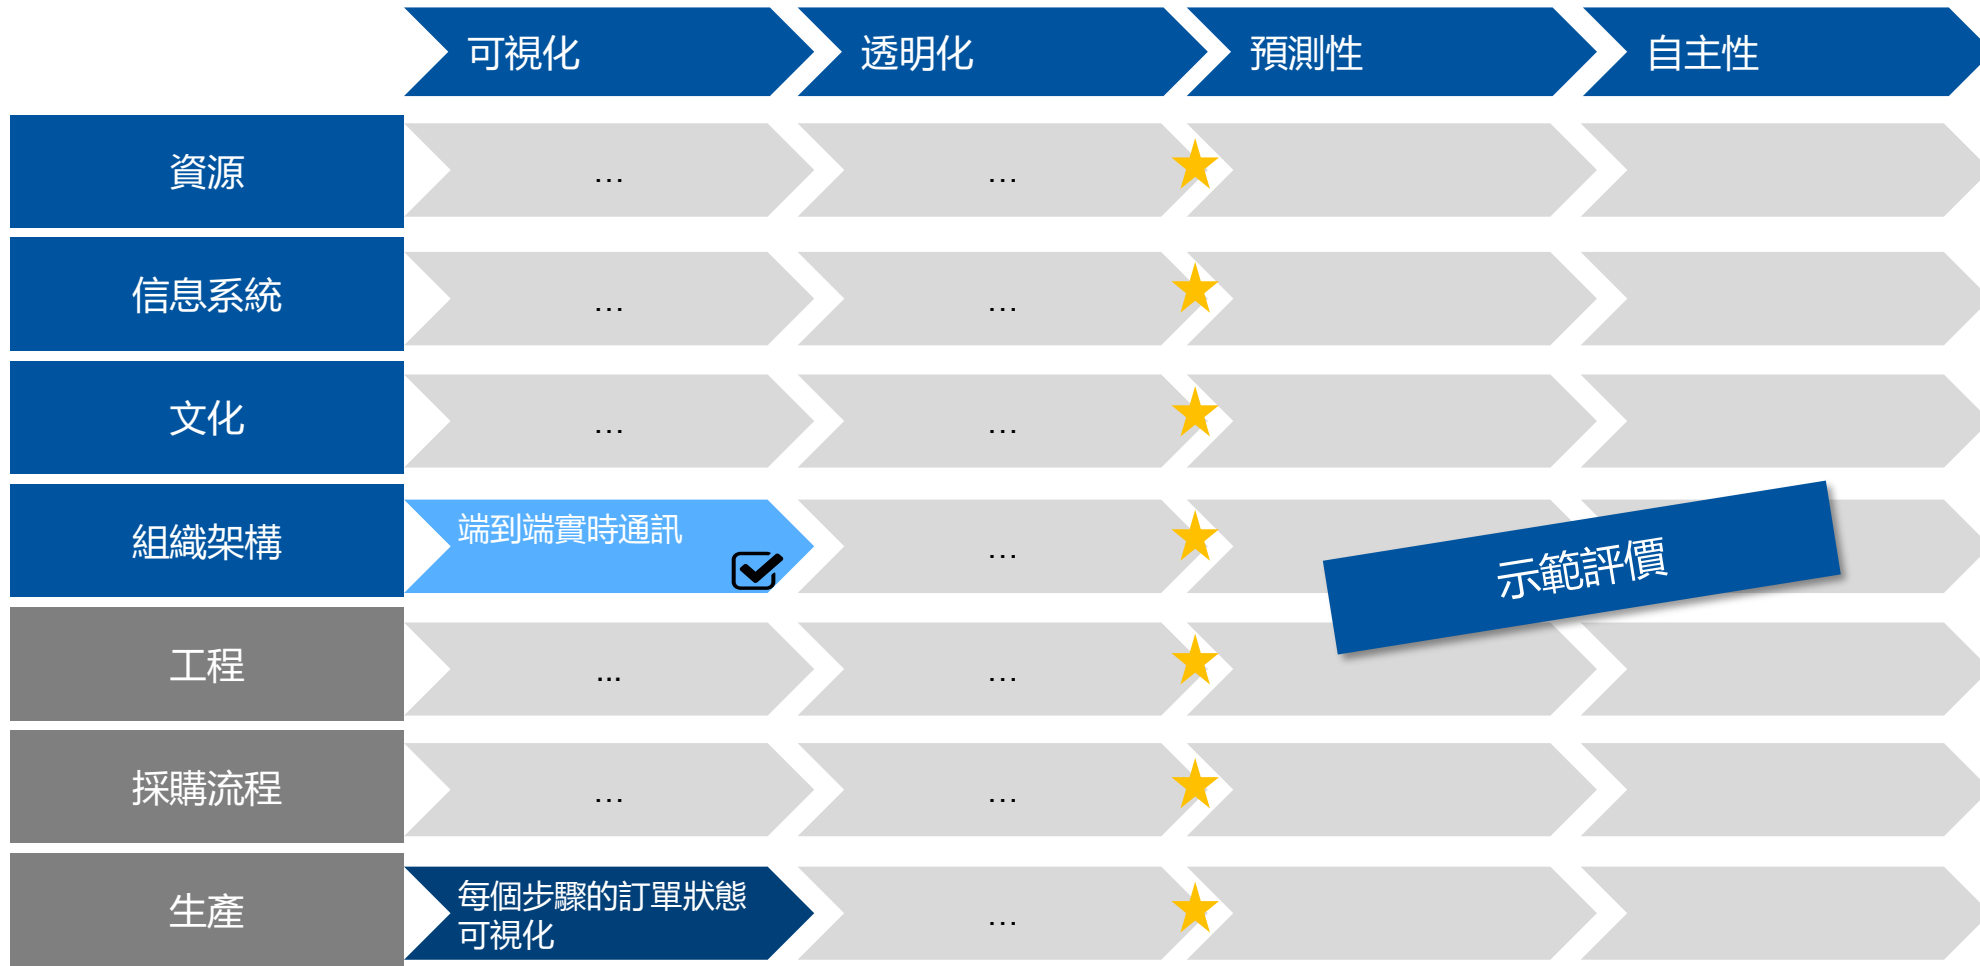 可視化
透明化
預測性
自主性
資源
...
...
信息系統
...
...
文化
...
...
組織架構
端到端實時通訊
...
示範評價
工程
...
...
採購流程
...
...
生產
每個步驟的訂單狀態
可視化
...